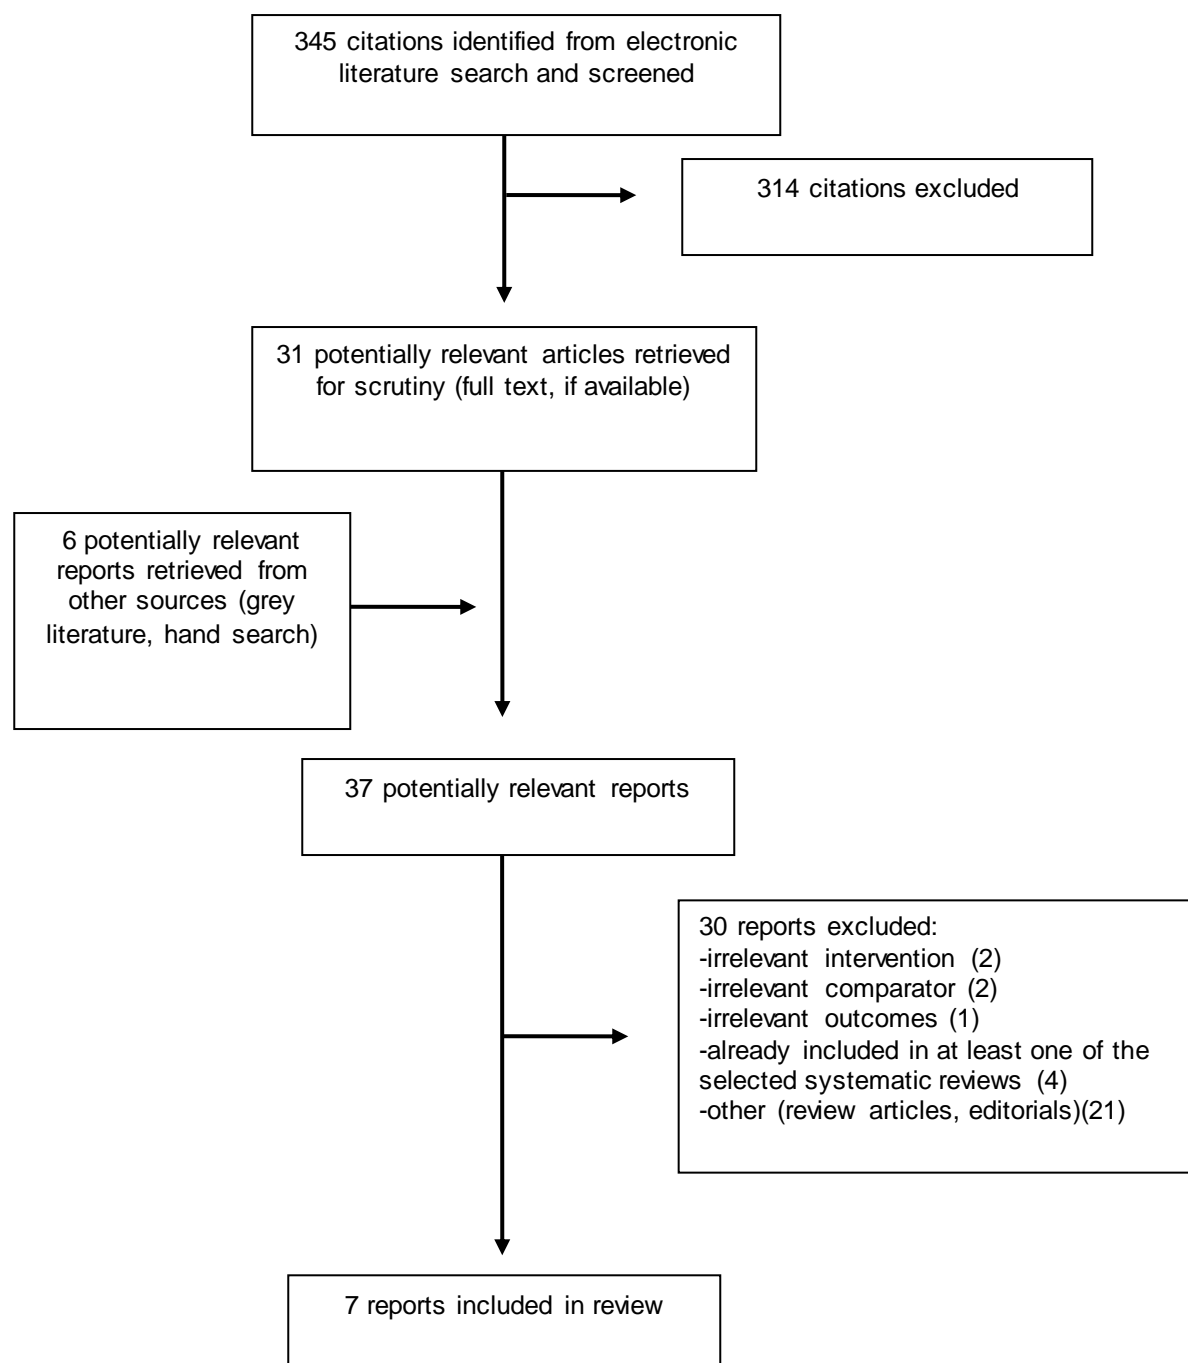 345 citations identified from electronic
literature search and screened
314 citations excluded
31 potentially relevant articles retrieved
for scrutiny (full text, if available)
6 potentially relevant
reports retrieved from
other sources (grey
literature, hand search)
37 potentially relevant reports
30 reports excluded:
-irrelevant intervention (2)
-irrelevant comparator (2)
-irrelevant outcomes (1)
-already included in at least one of the
selected systematic reviews (4)
-other (review articles, editorials)(21)
7 reports included in review